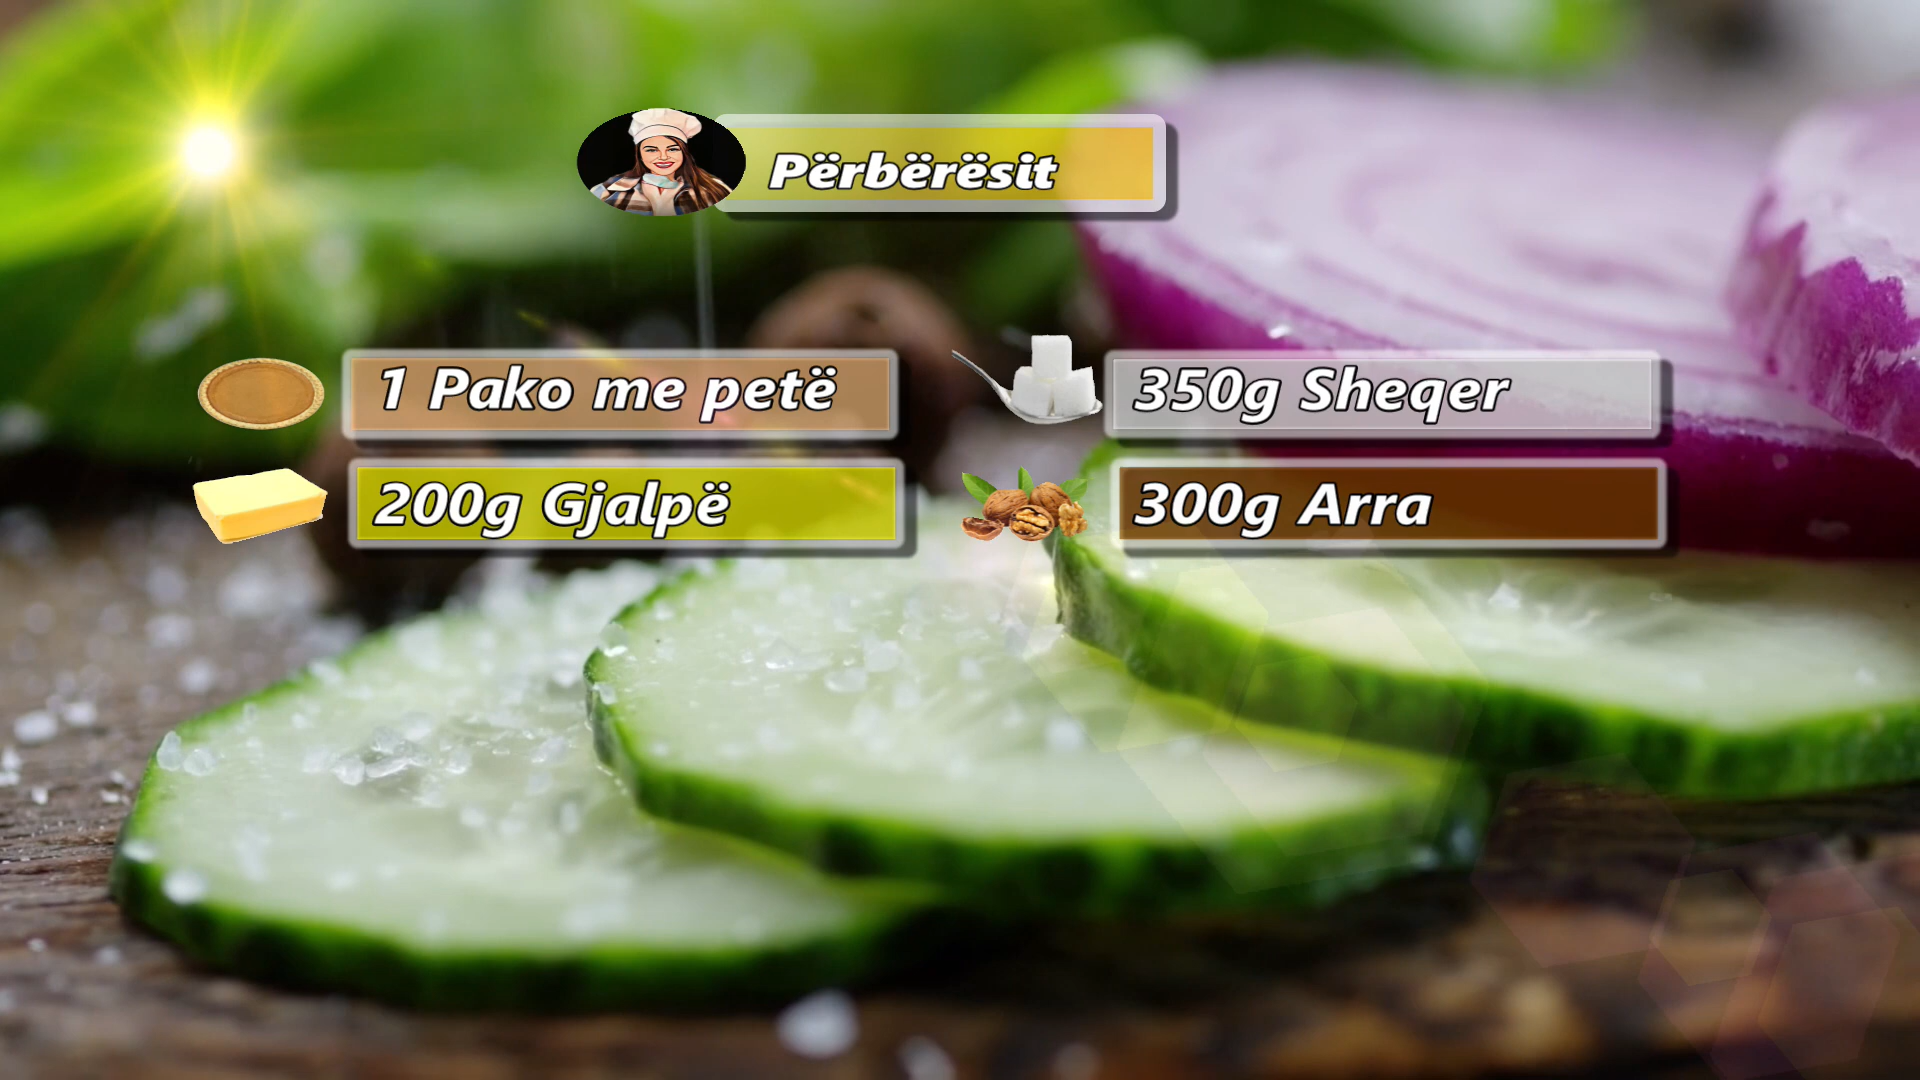 Përbërësit
1 Pako me petë
350g Sheqer
200g Gjalpë
300g Arra